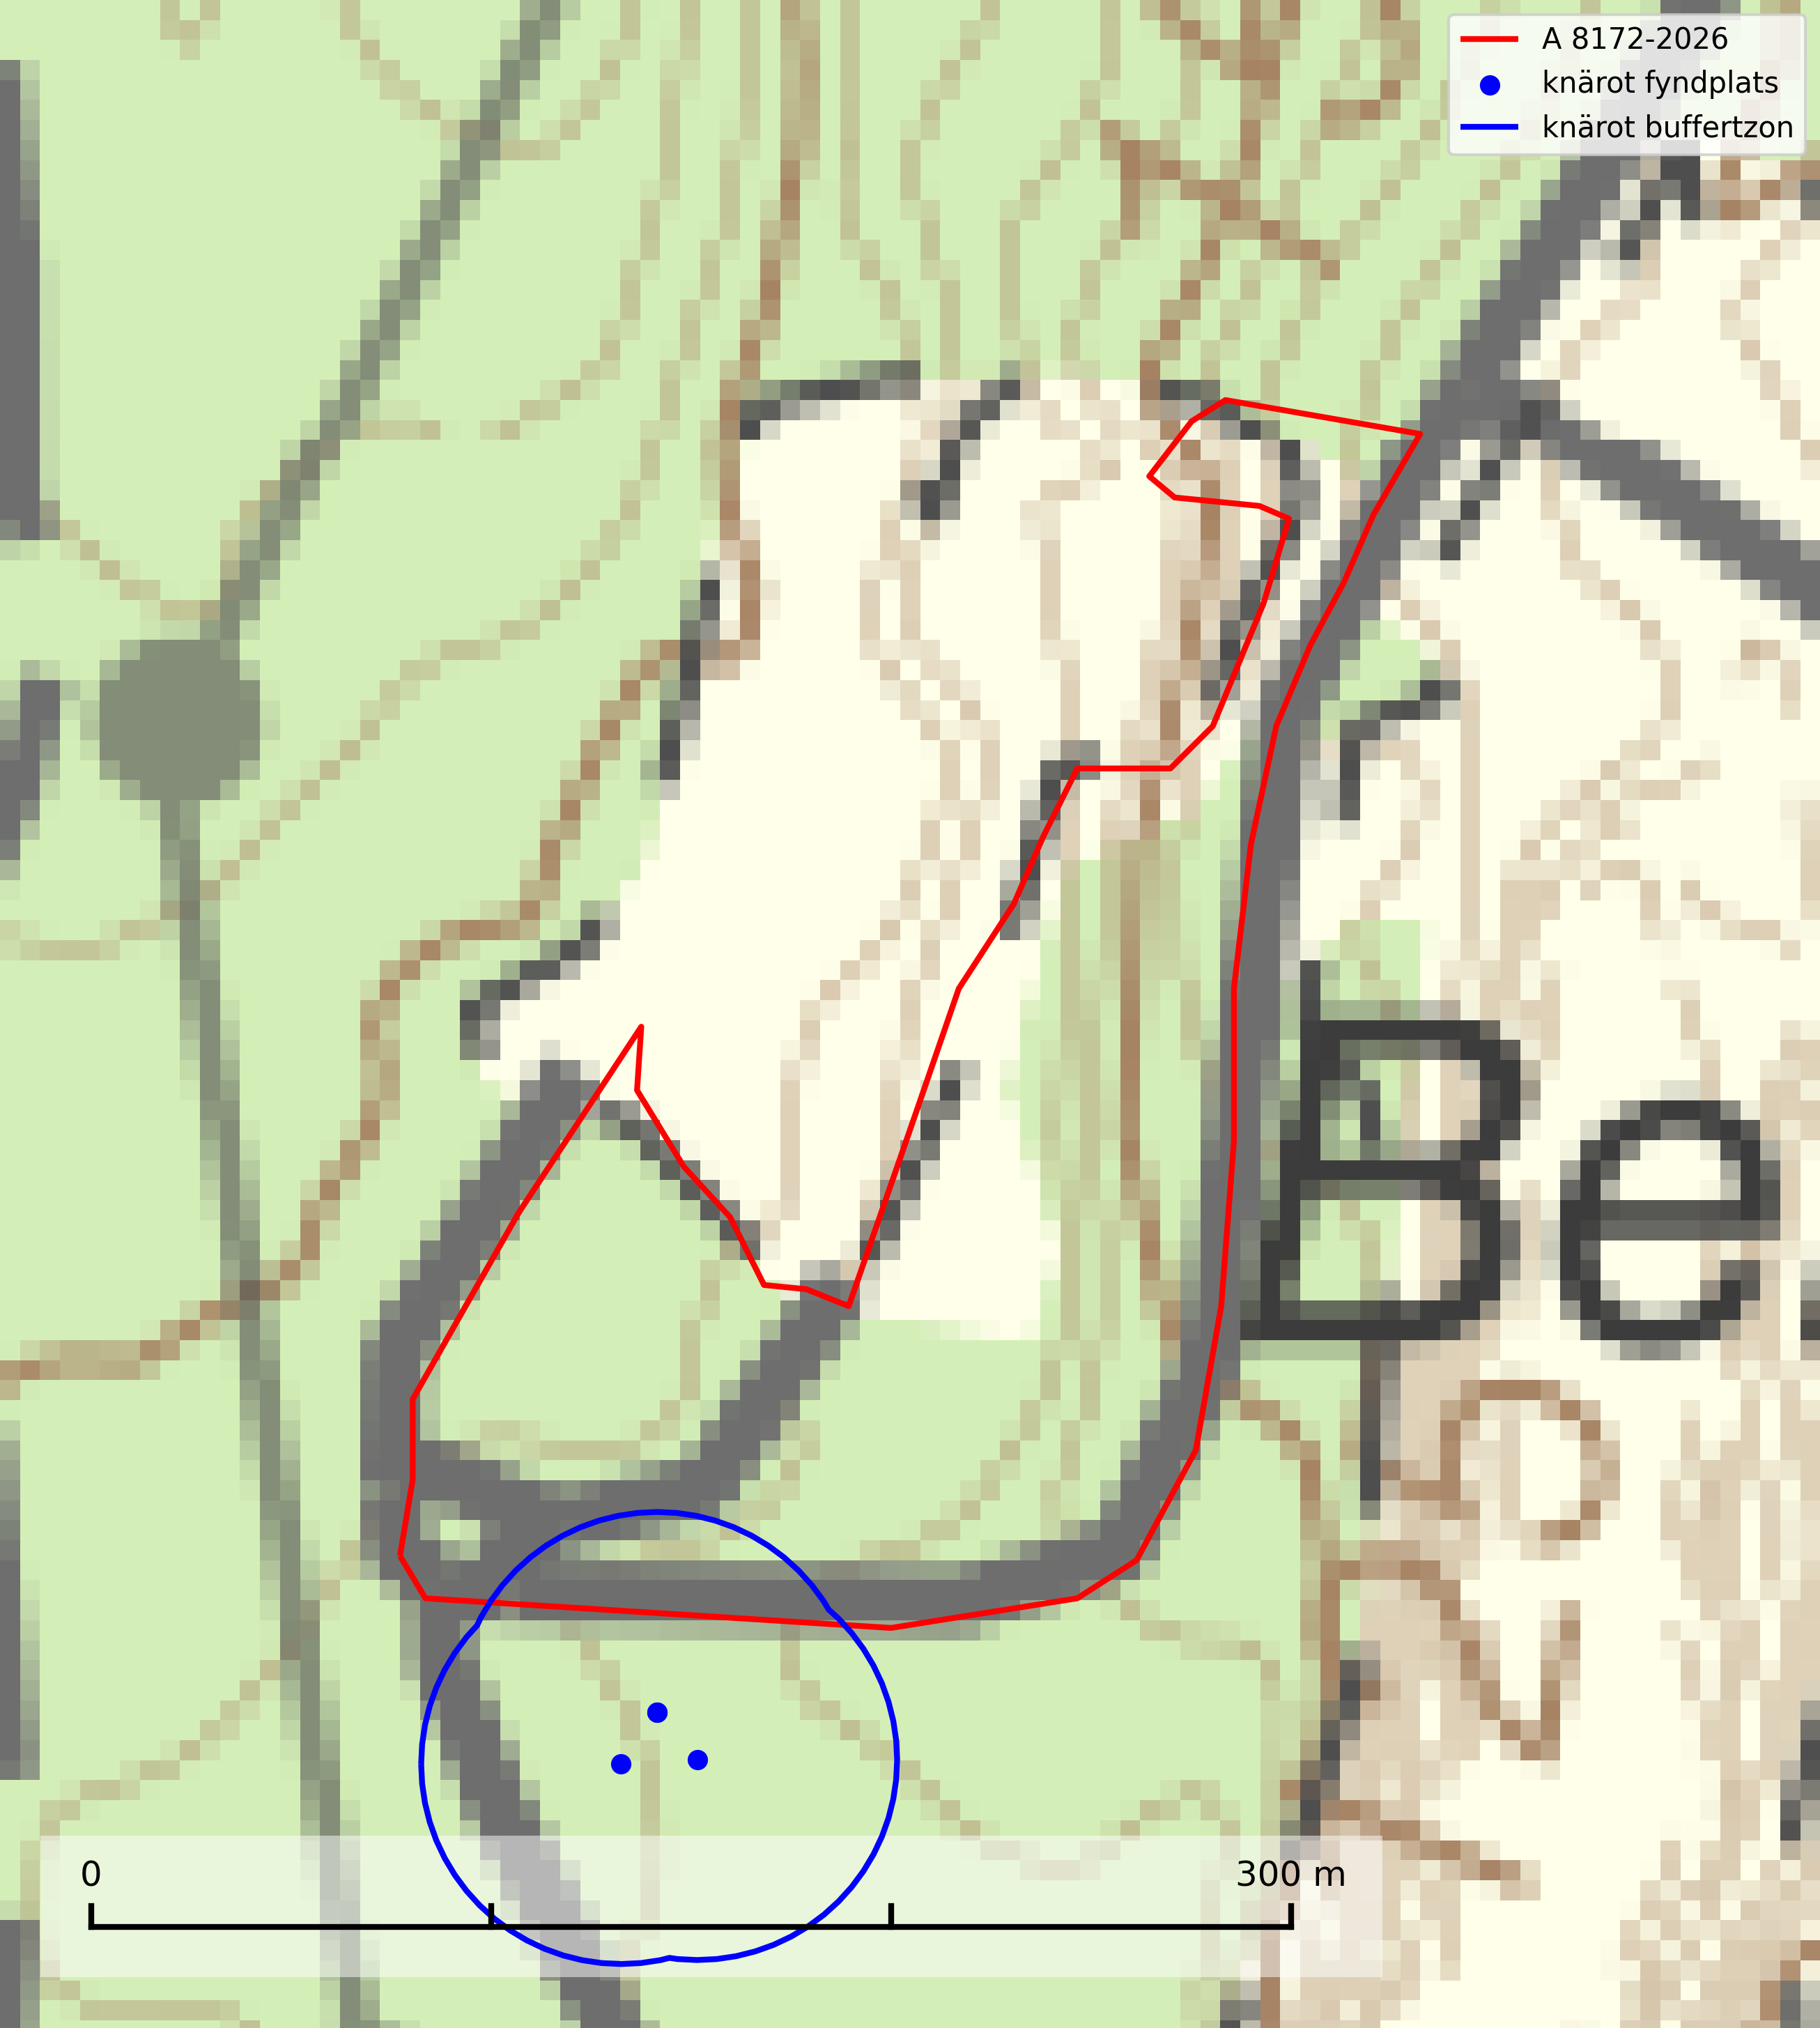 A 8172-2026
knärot fyndplats
knärot buffertzon
Be
0
300 m